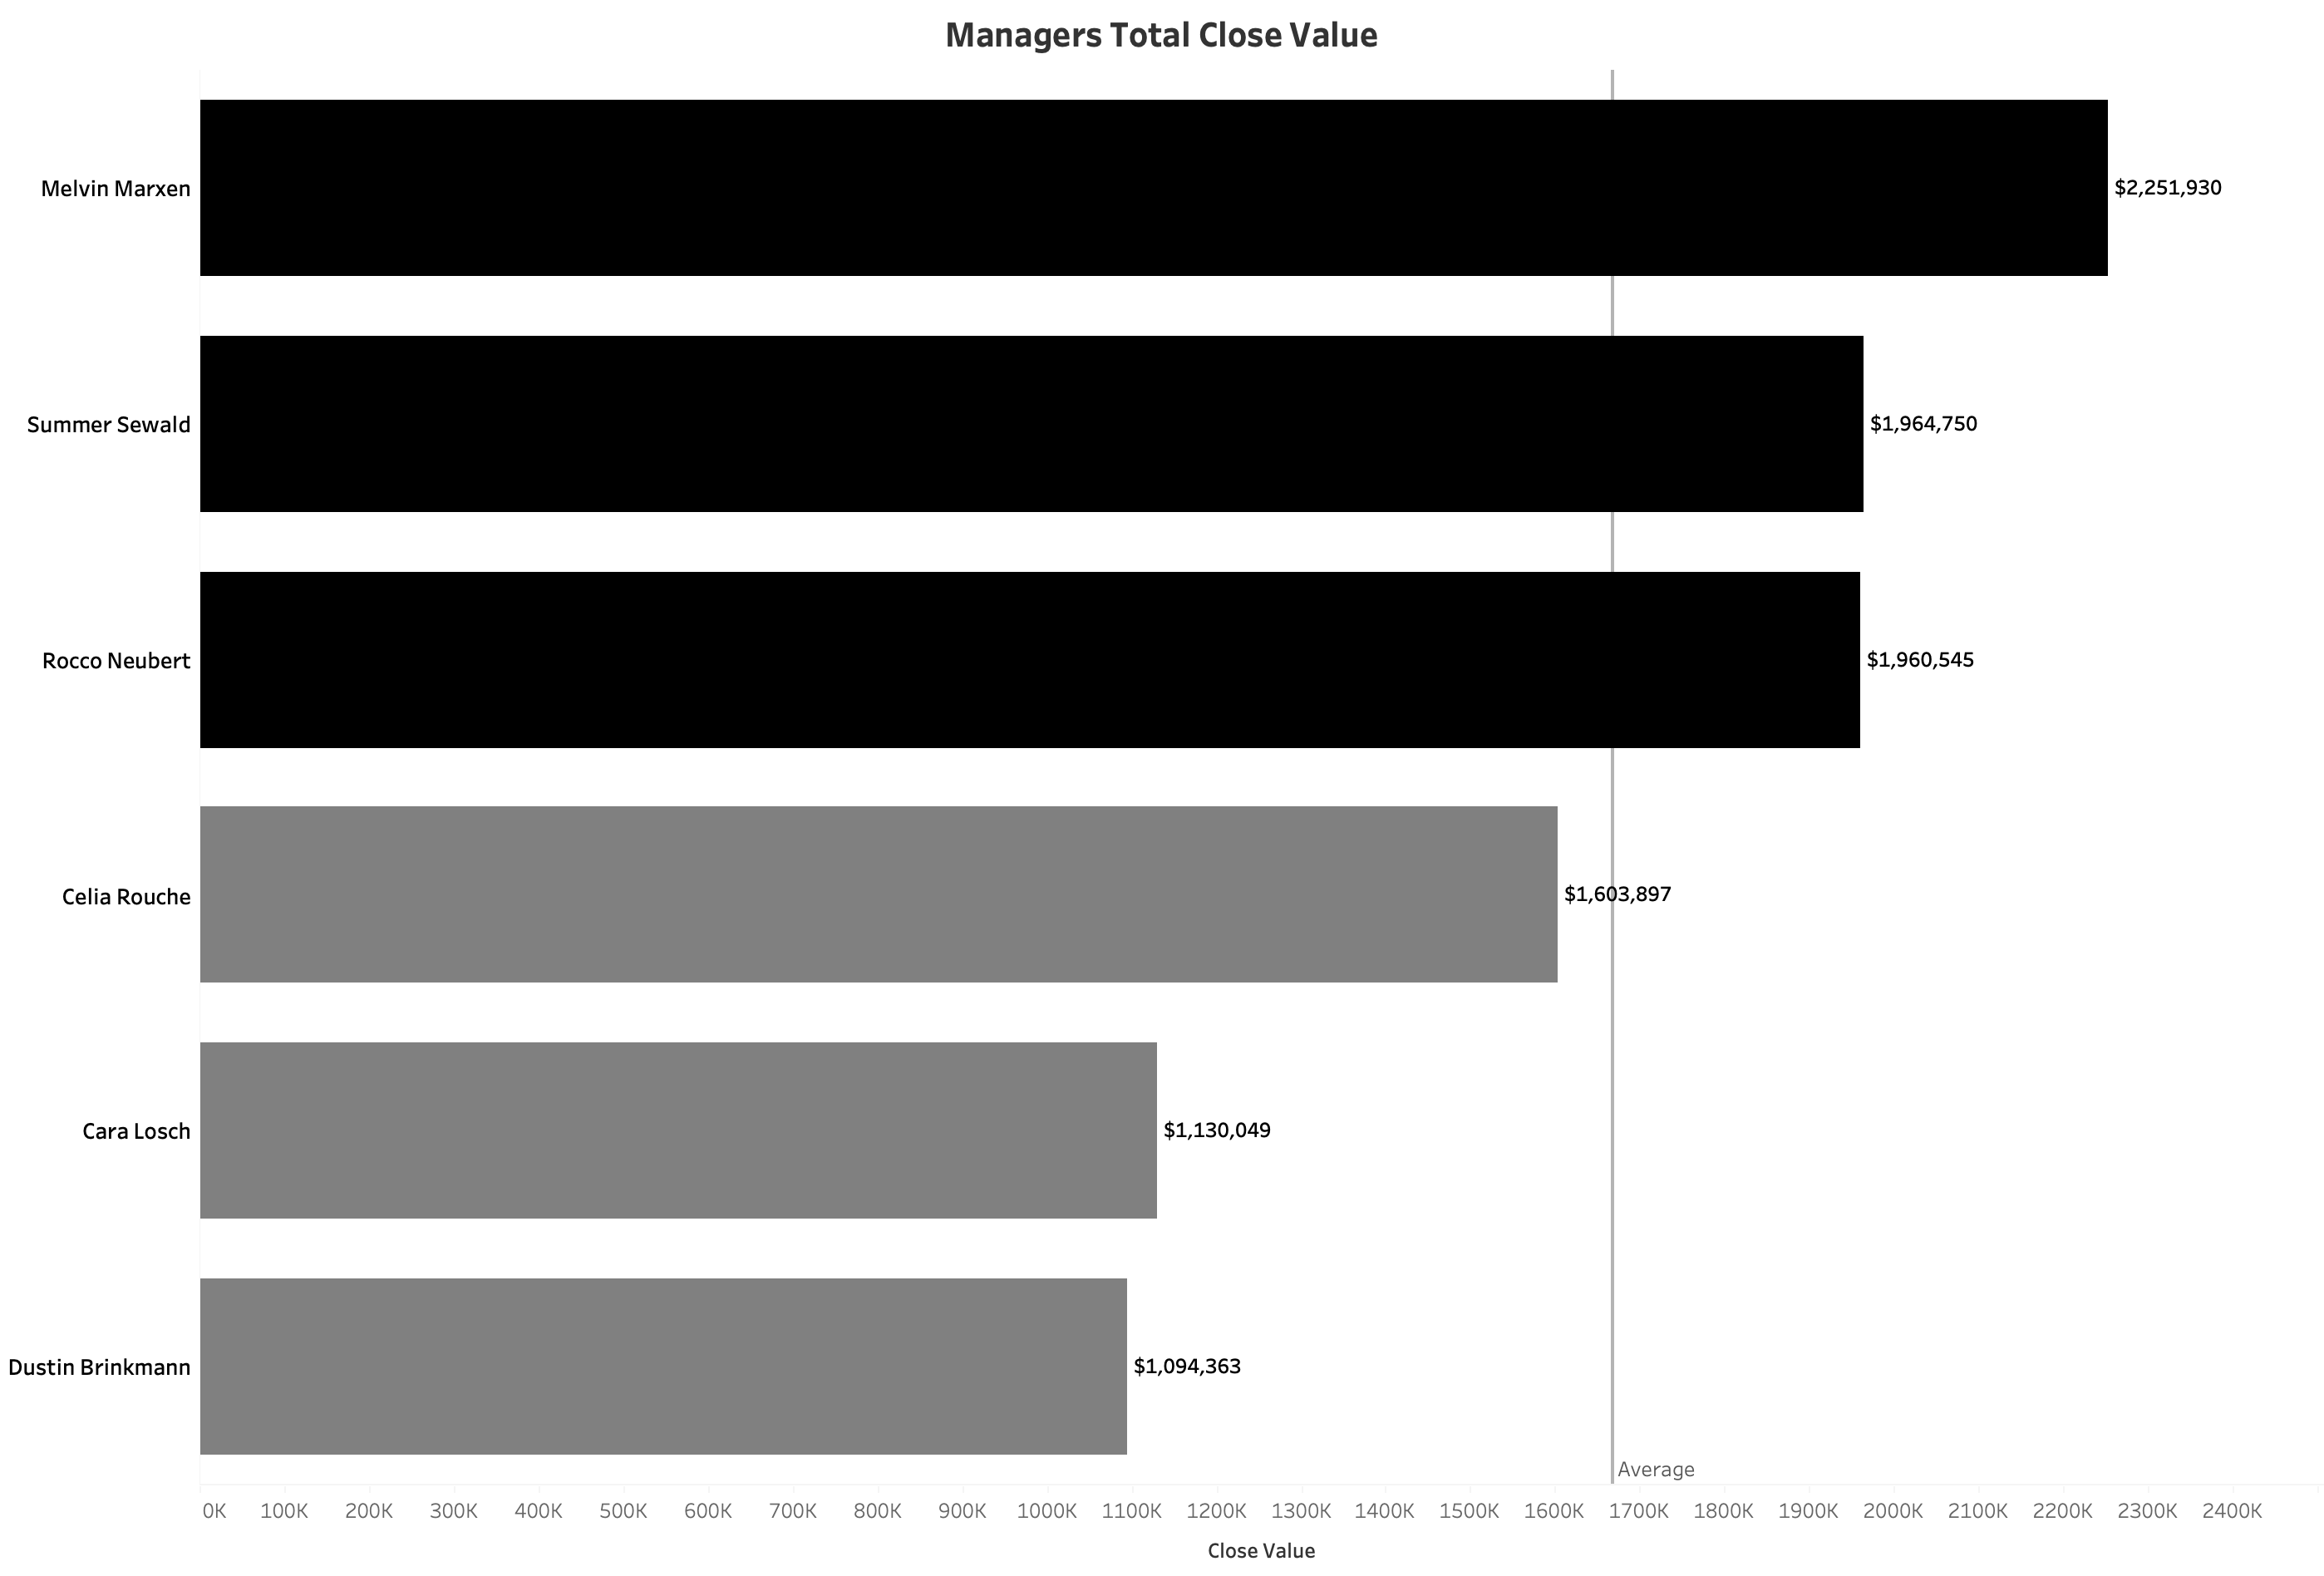 Managers Total Close Value
Melvin Marxen
$2,251,930
Summer Sewald
$1,964,750
Rocco Neubert
$1,960,545
Celia Rouche
$1,603,897
Cara Losch
$1,130,049
Dustin Brinkmann
$1,094,363
Average
0K 100K 200K 300K 400K 500K 600K 700K 800K 900K 1000K 1100K 1200K 1300K 1400K 1500K 1600K 1700K 1800K 1900K 2000K 2100K 2200K 2300K 2400K
Close Value